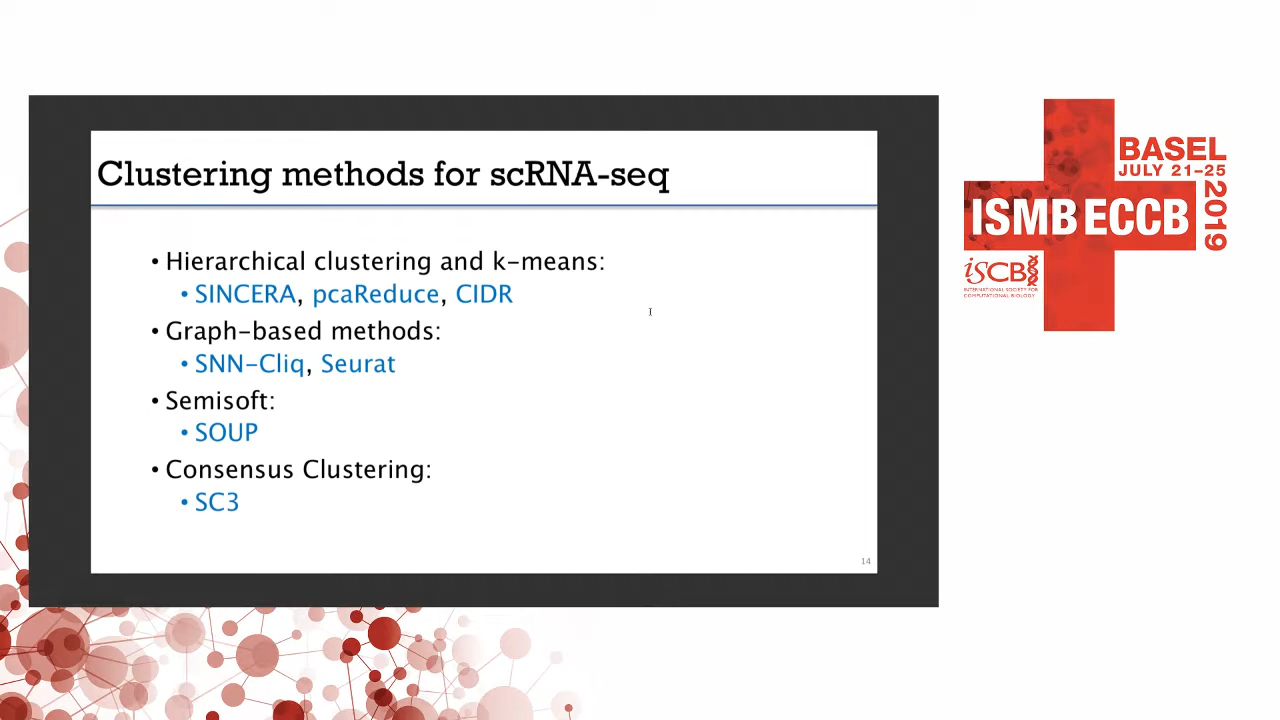 Clustering methods for scRNA-seq
• Hierarchical clustering and k-means:
• SINCERA, pcaReduce, CIDR
• Graph-based methods:
• SNN-Cliq, Seurat
• Semisoft:
• SOUP
• Consensus Clustering:
• SC3
14
BASEL
JULY 21–25
2019
ISMB ECCB
iSCB
INTERNATIONAL SOCIETY FOR
COMPUTATIONAL BIOLOGY